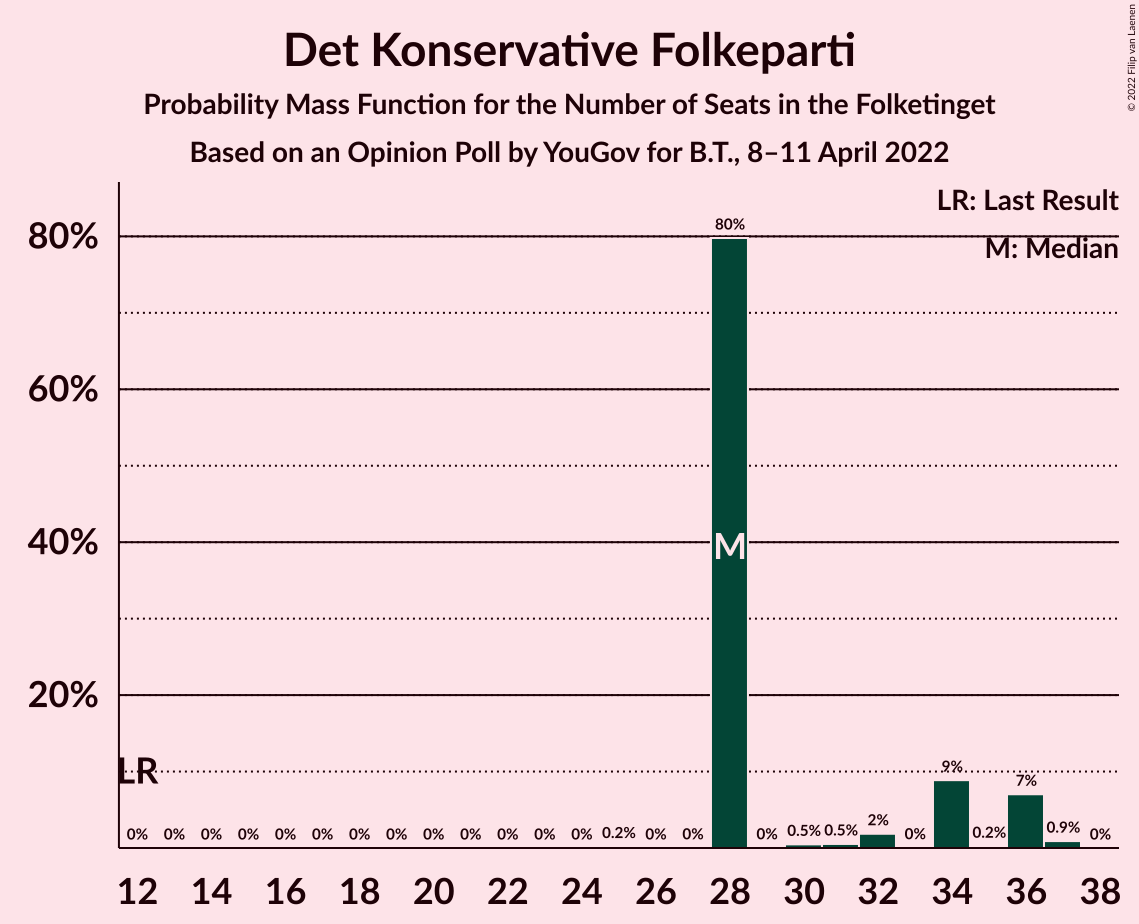 Det Konservative Folkeparti
Probability Mass Function for the Number of Seats in the Folketinget
Based on an Opinion Poll by YouGov for B.T., 8–11 April 2022
© 2022 Filip van Laenen
LR: Last Result
M: Median
80%
60%
40%
20%
80%
M
LR
0% 0% 0% 0% 0% 0% 0% 0% 0% 0% 0% 0% 0% 0.2% 0% 0% 0% 0.5% 0.5% 2% 0% 9% 0.2% 7% 0.9% 0%
12 14 16 18 20 22 24 26 28 30 32 34 36 38